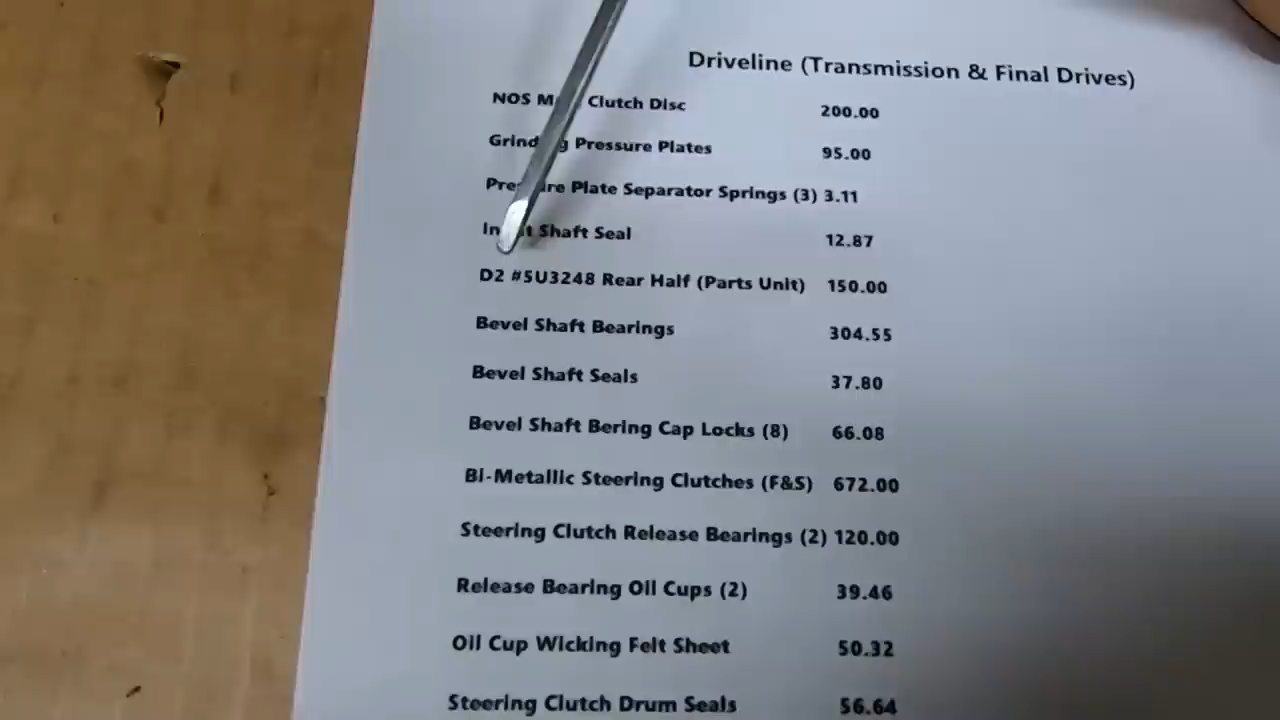 Driveline (Transmission & Final Drives)
NOS Clutch Disc 200.00
Pressure Plates 95.00
Pressure Plate Separator Springs (3) 3.11
Shaft Seal 12.87
D2 #5U3248 Rear Half (Parts Unit) 150.00
Bevel Shaft Bearings 304.55
Bevel Shaft Seals 37.80
Bevel Shaft Bering Cap Locks (8) 66.08
Bi-Metallic Steering Clutches (F&S) 672.00
Steering Clutch Release Bearings (2) 120.00
Release Bearing Oil Cups (2) 39.46
Oil Cup Wicking Felt Sheet 50.32
Steering Clutch Drum Seals 56.64